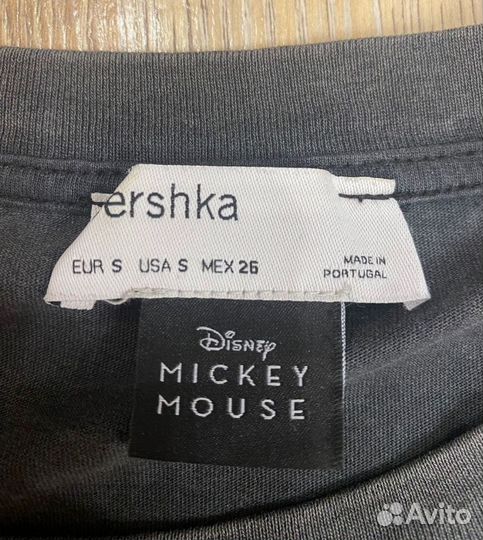 ershka
EUR S USA S MEX 26
MADE IN
PORTUGAL
Disney
MICKEY
MOUSE
Avito